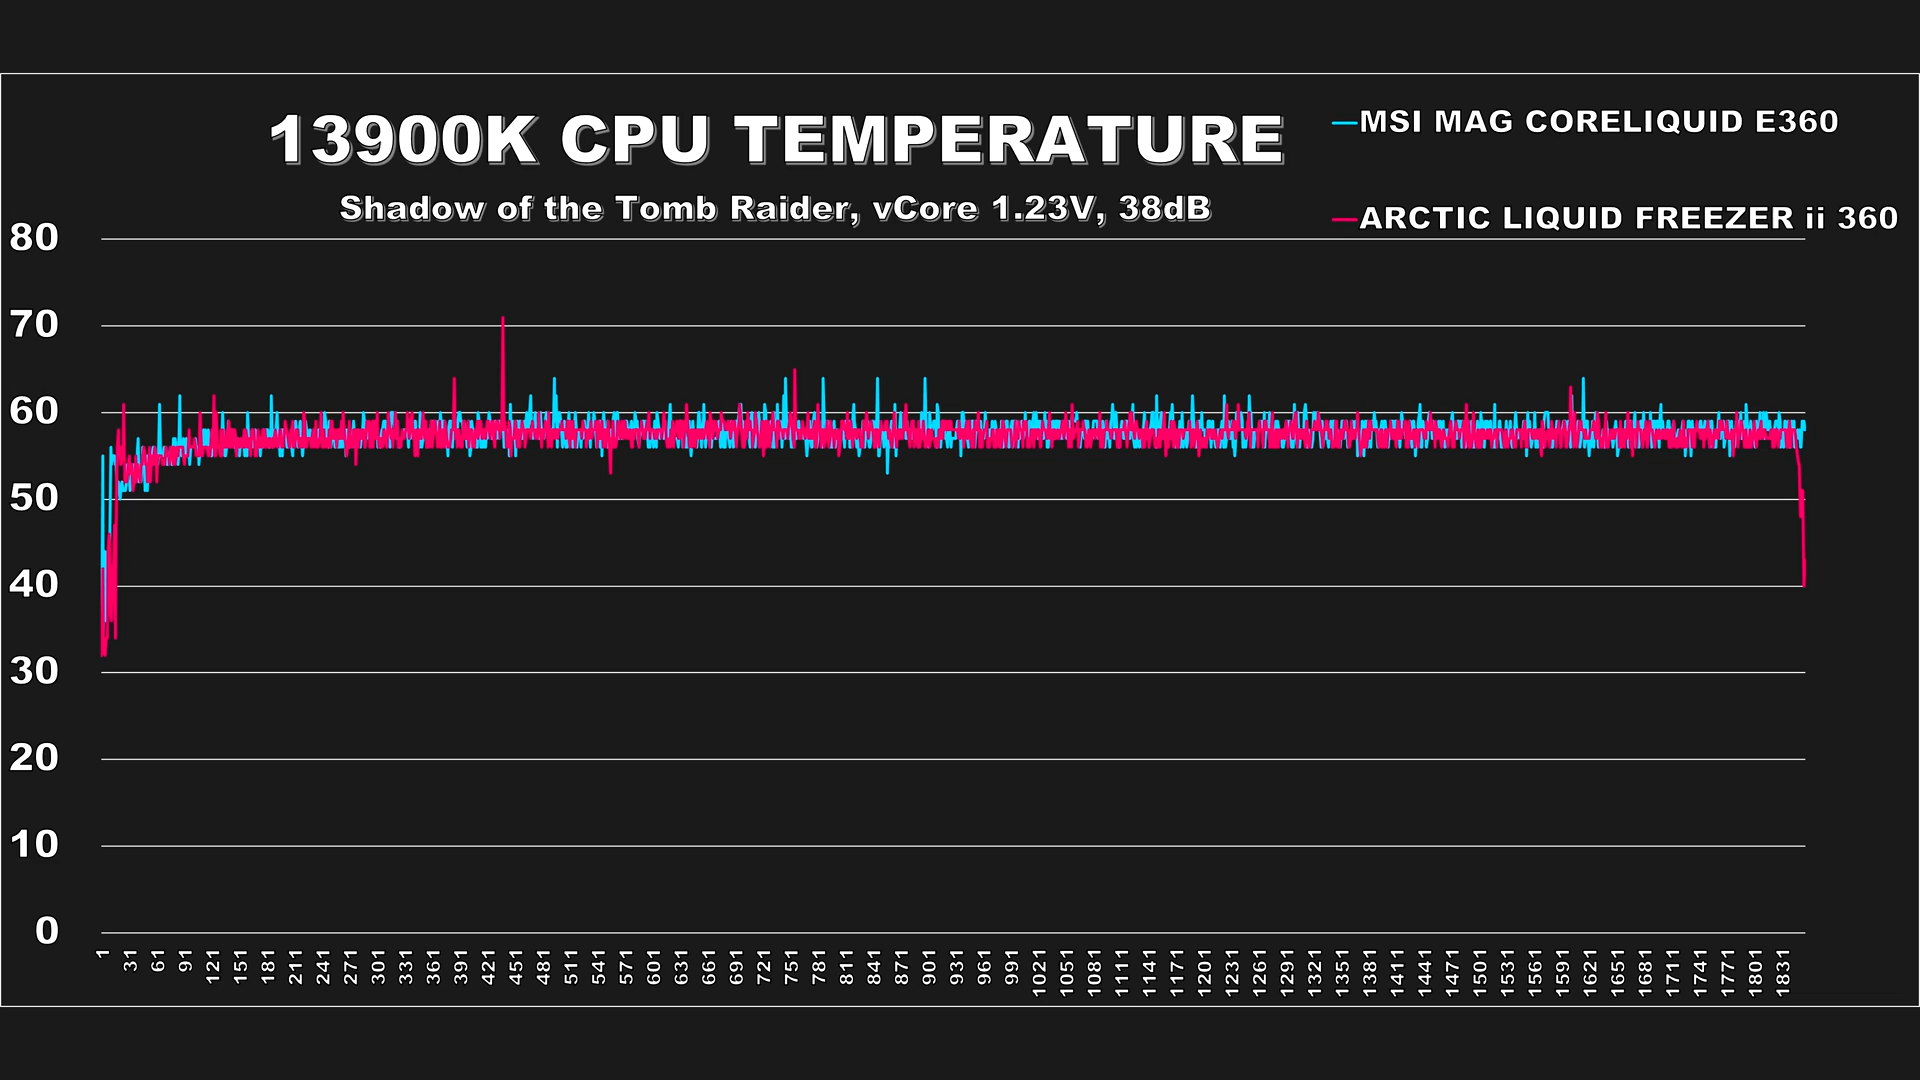 13900K CPU TEMPERATURE
Shadow of the Tomb Raider, vCore 1.23V, 38dB
MSI MAG CORELIQUID E360
ARCTIC LIQUID FREEZER ii 360
80
70
60
50
40
30
20
10
0
1 31 61 91 121 151 181 211 241 271 301 331 361 391 421 451 481 511 541 571 601 631 661 691 721 751 781 811 841 871 901 931 961 991 1021 1051 1081 1111 1141 1171 1201 1231 1261 1291 1321 1351 1381 1411 1441 1471 1501 1531 1561 1591 1621 1651 1681 1711 1741 1771 1801 1831